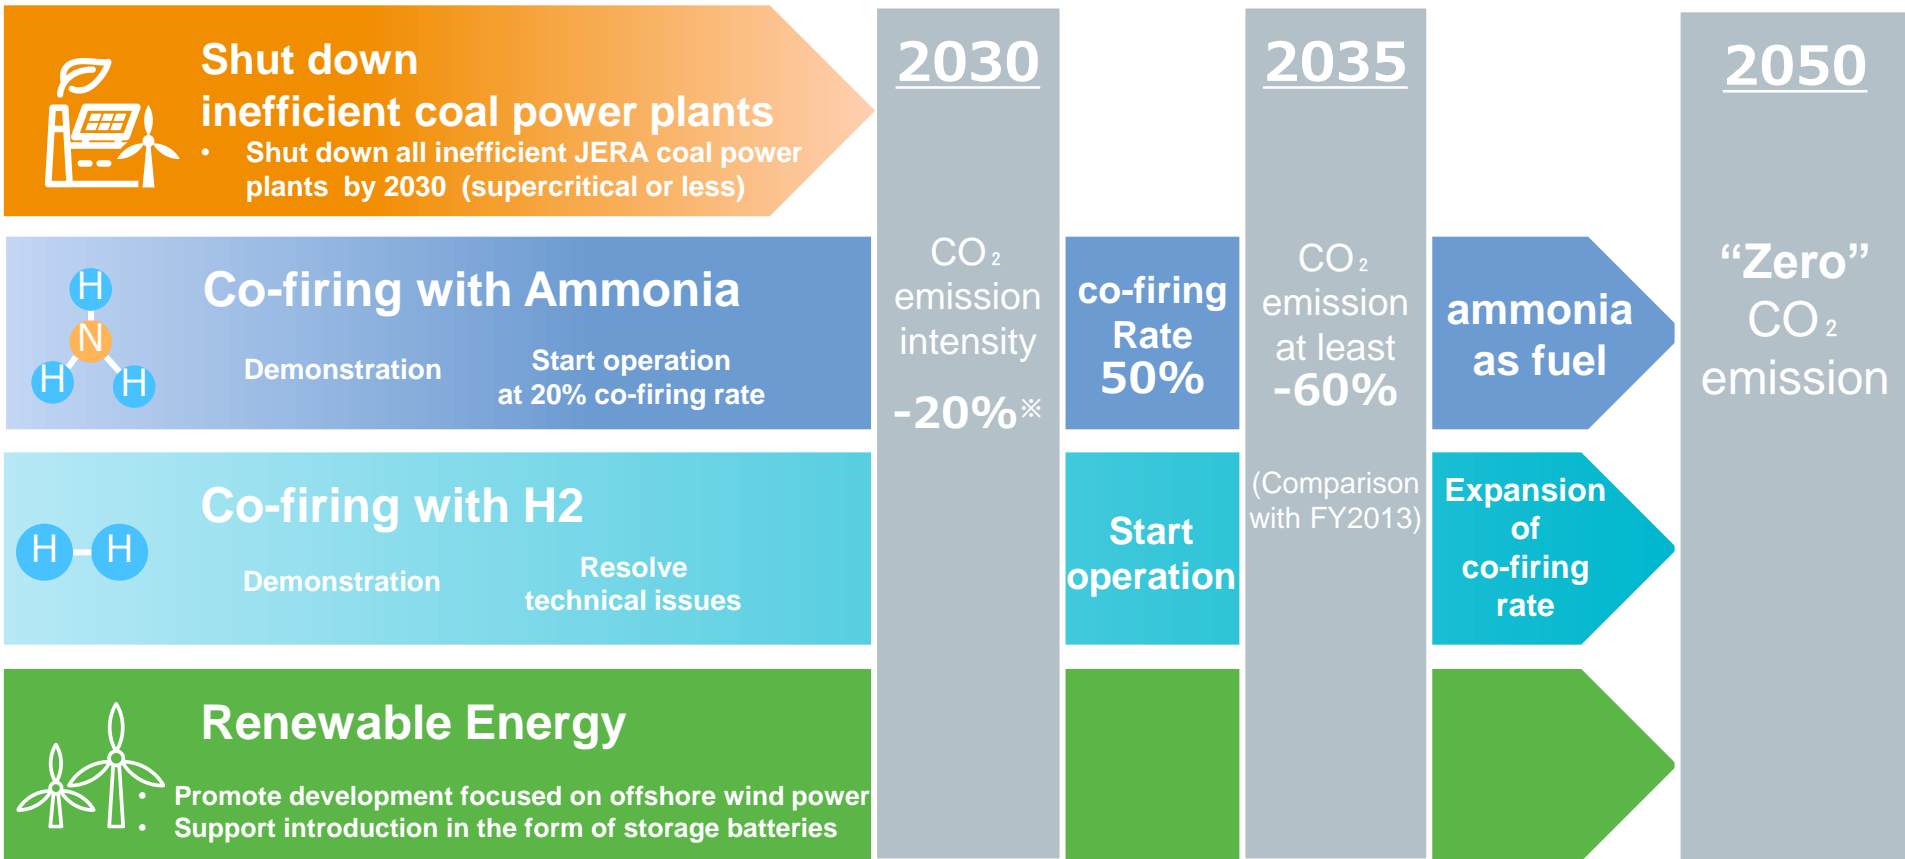 Shut down
inefficient coal power plants
• Shut down all inefficient JERA coal power
plants by 2030 (supercritical or less)
Co-firing with Ammonia
H
N
H
H
Demonstration
Start operation
at 20% co-firing rate
Co-firing with H2
H
H
Demonstration
Resolve
technical issues
Renewable Energy
• Promote development focused on offshore wind power
• Support introduction in the form of storage batteries
2030
CO₂
emission
intensity
-20%※
co-firing
Rate
50%
Start
operation
2035
CO₂
emission
at least
-60%
(Comparison
with FY2013)
ammonia
as fuel
Expansion
of
co-firing
rate
2050
“Zero”
CO₂
emission